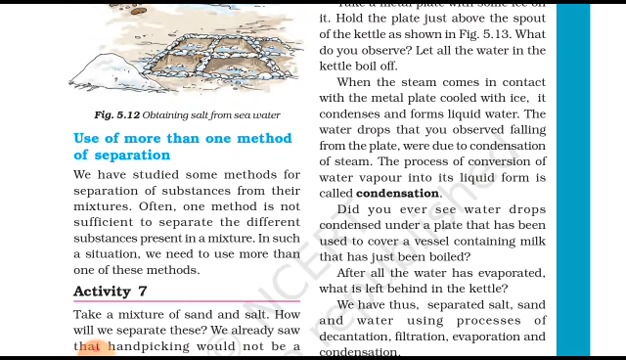 Fig. 5.12 Obtaining salt from sea water
Use of more than one method
of separation
We have studied some methods for
separation of substances from their
mixtures. Often, one method is not
sufficient to separate the different
substances present in a mixture. In such
a situation, we need to use more than
one of these methods.
Activity 7
Take a mixture of sand and salt. How
will we separate these? We already saw
that handpicking would not be a
Take a metal plate with some ice on
it. Hold the plate just above the spout
of the kettle as shown in Fig. 5.13. What
do you observe? Let all the water in the
kettle boil off.
When the steam comes in contact
with the metal plate cooled with ice, it
condenses and forms liquid water. The
water drops that you observed falling
from the plate, were due to condensation
of steam. The process of conversion of
water vapour into its liquid form is
called condensation.
Did you ever see water drops
condensed under a plate that has been
used to cover a vessel containing milk
that has just been boiled?
After all the water has evaporated,
what is left behind in the kettle?
We have thus, separated salt, sand
and water using processes of
decantation, filtration, evaporation and
condensation.
© NCERT
republished